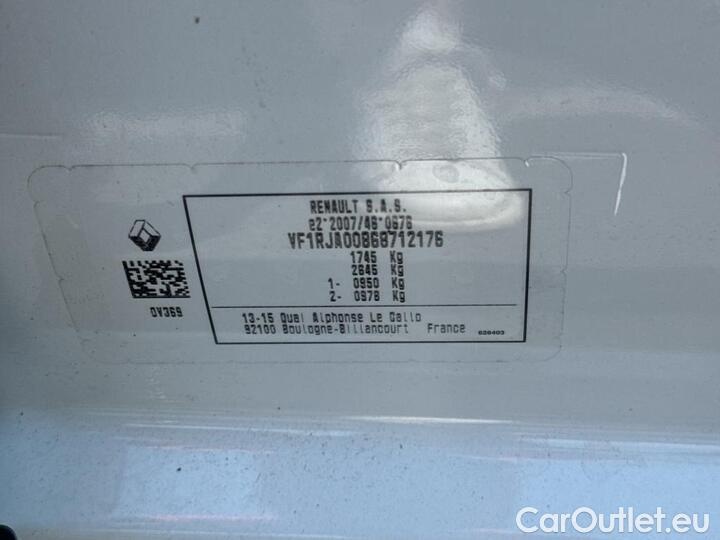 RENAULT S.A.S.
e2*2007/46*0676
VF1RJA00868712176
1745 Kg
2645 Kg
1- 0950 Kg
2- 0978 Kg
0V369
13-15 Quai Alphonse Le Gallo
92100 Boulogne-Billancourt France
626403
CarOutlet.eu